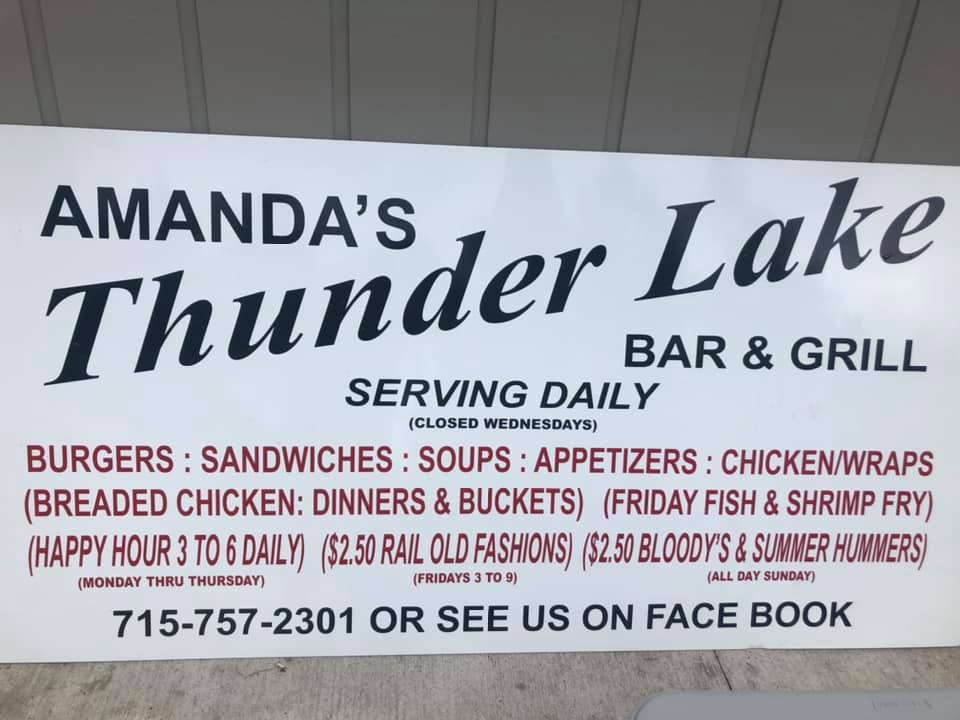 AMANDA'S
Thunder Lake
BAR & GRILL
SERVING DAILY
(CLOSED WEDNESDAYS)
BURGERS : SANDWICHES : SOUPS : APPETIZERS : CHICKEN/WRAPS
(BREADED CHICKEN: DINNERS & BUCKETS) (FRIDAY FISH & SHRIMP FRY)
(HAPPY HOUR 3 TO 6 DAILY) ($2.50 RAIL OLD FASHIONS) ($2.50 BLOODY'S & SUMMER HUMMERS)
(MONDAY THRU THURSDAY) (FRIDAYS 3 TO 9) (ALL DAY SUNDAY)
715-757-2301 OR SEE US ON FACE BOOK